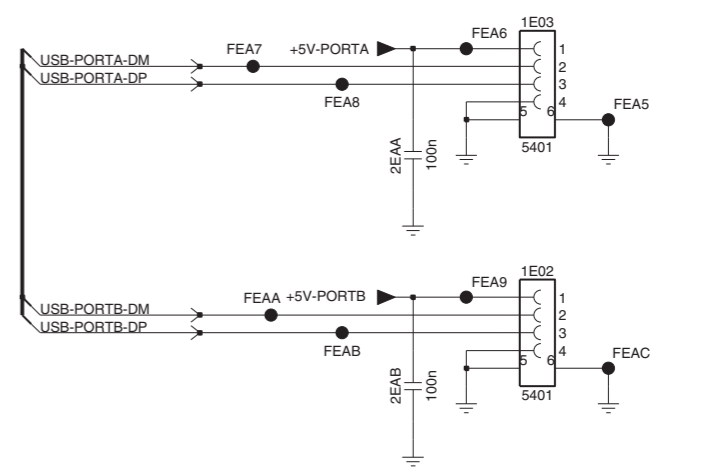 1E03
FEA6
FEA7
+5V-PORTA
1
USB-PORTA-DM
2
USB-PORTA-DP
3
FEA8
4
5
6
FEA5
5401
2EAA
100n
1E02
FEA9
FEAA
+5V-PORTB
1
USB-PORTB-DM
2
USB-PORTB-DP
3
FEAB
4
5
6
FEAC
5401
2EAB
100n